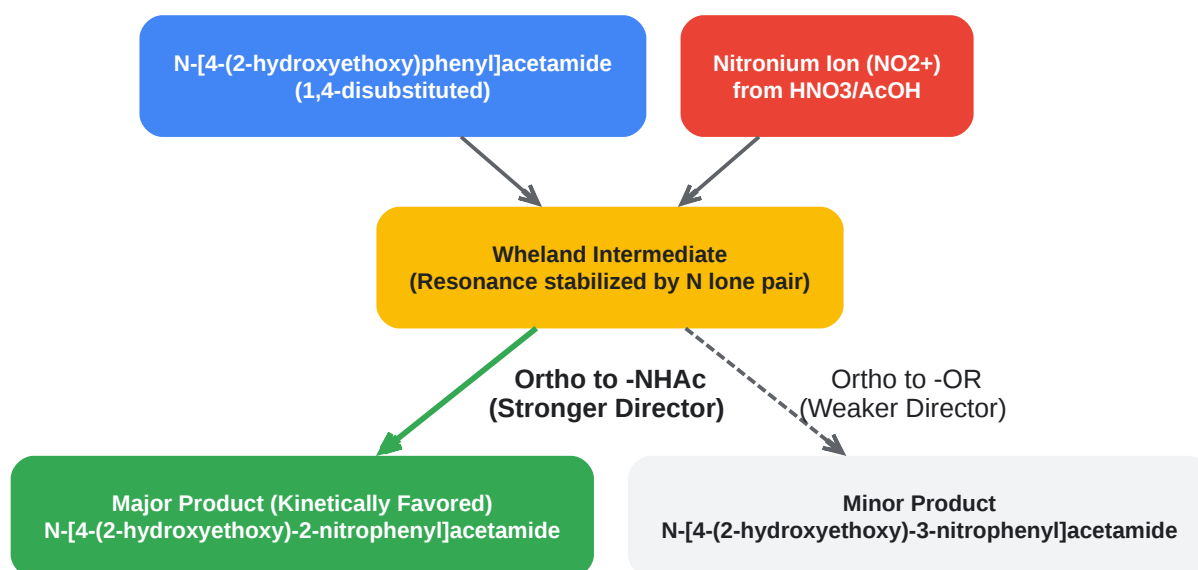 N-[4-(2-hydroxyethoxy)phenyl]acetamide
(1,4-disubstituted)
Nitronium Ion (NO2+)
from HNO3/AcOH
Wheland Intermediate
(Resonance stabilized by N lone pair)
Ortho to -NHAc
(Stronger Director)
Ortho to -OR
(Weaker Director)
Major Product (Kinetically Favored)
N-[4-(2-hydroxyethoxy)-2-nitrophenyl]acetamide
Minor Product
N-[4-(2-hydroxyethoxy)-3-nitrophenyl]acetamide